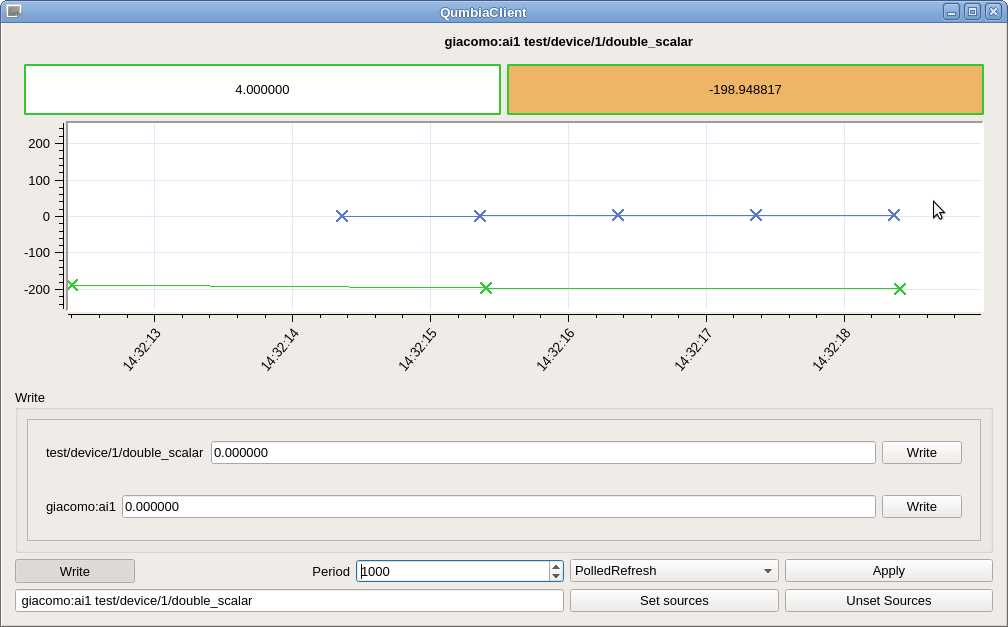 QumbiaClient
giacomo:ai1 test/device/1/double_scalar
4.000000 -198.948817
200
100
0
-100
-200
14:32:13 14:32:14 14:32:15 14:32:16 14:32:17 14:32:18
Write
test/device/1/double_scalar 0.000000 Write
giacomo:ai1 0.000000 Write
Write Period 1000 PolledRefresh Apply
giacomo:ai1 test/device/1/double_scalar Set sources Unset Sources